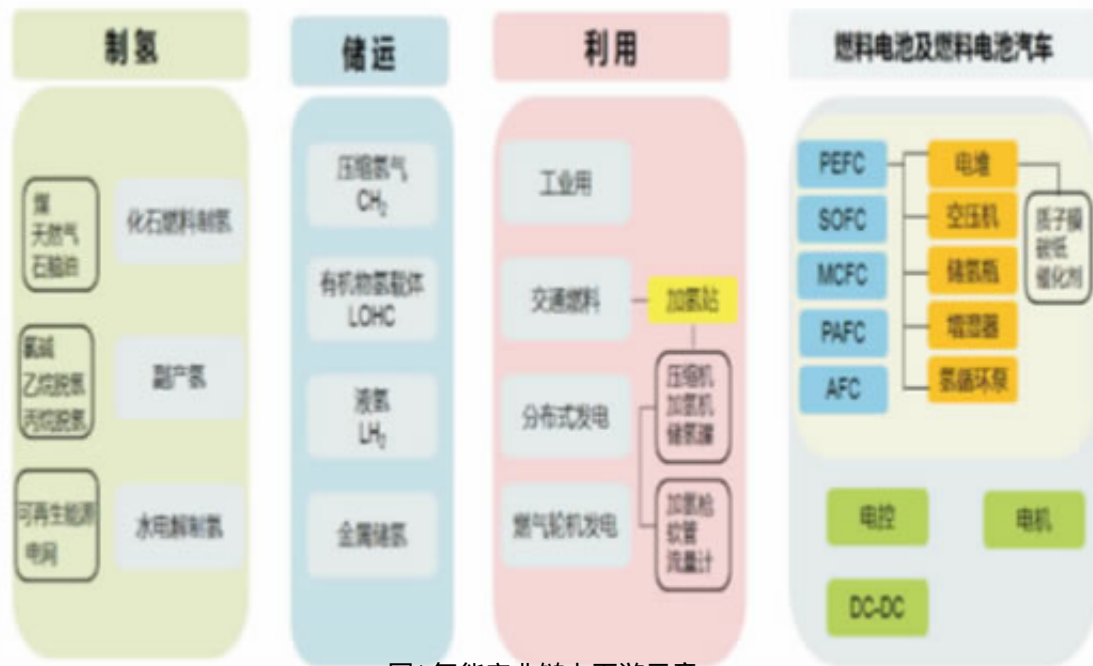 制氢
化石燃料制氢
煤
天然气
石脑油
副产氢
氯碱
乙烷脱氢
丙烷脱氢
水电解制氢
可再生能源
电网
储运
压缩氢气
CH₂
有机物氢载体
LOHC
液氢
LH₂
金属储氢
利用
工业用
交通燃料
加氢站
压缩机
加氢机
储氢罐
分布式发电
加氢枪
软管
流量计
燃气轮机发电
燃料电池及燃料电池汽车
PEFC
SOFC
MCFC
PAFC
AFC
电堆
空压机
储氢瓶
增湿器
氢循环泵
质子膜
碳纸
催化剂
电控
电机
DC-DC